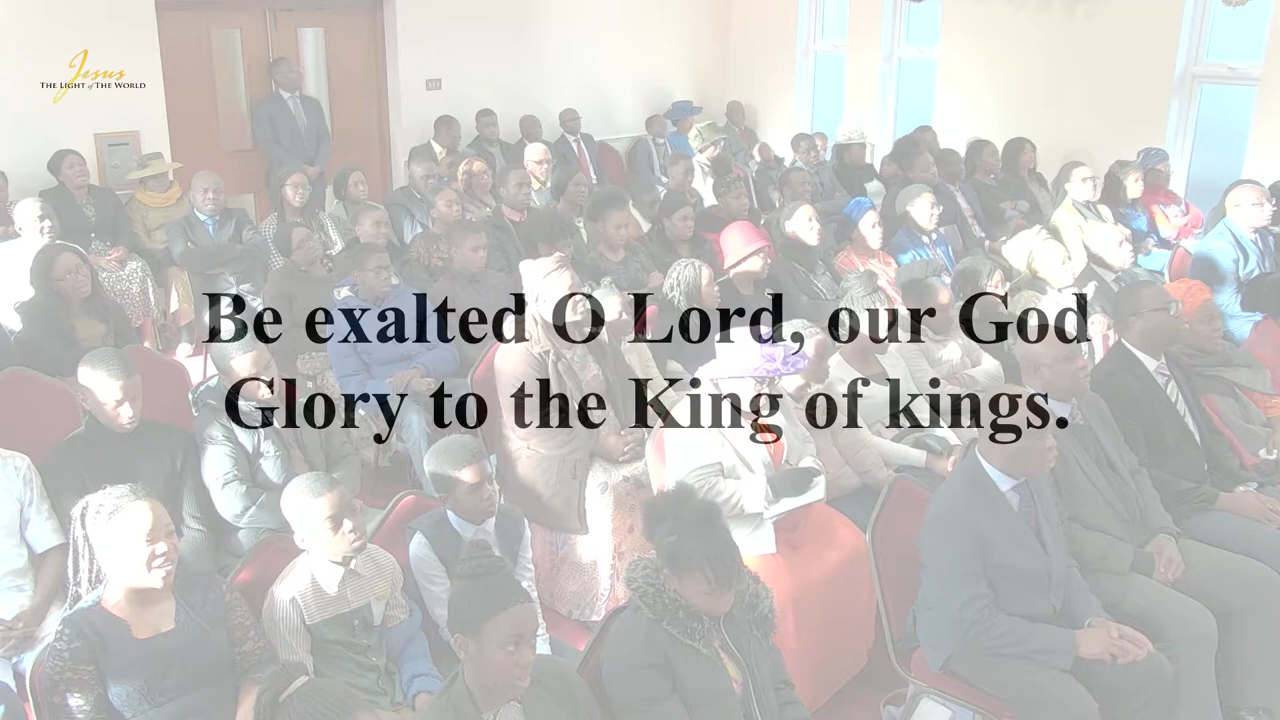 Jesus
THE LIGHT of THE WORLD
Be exalted O Lord, our God
Glory to the King of kings.